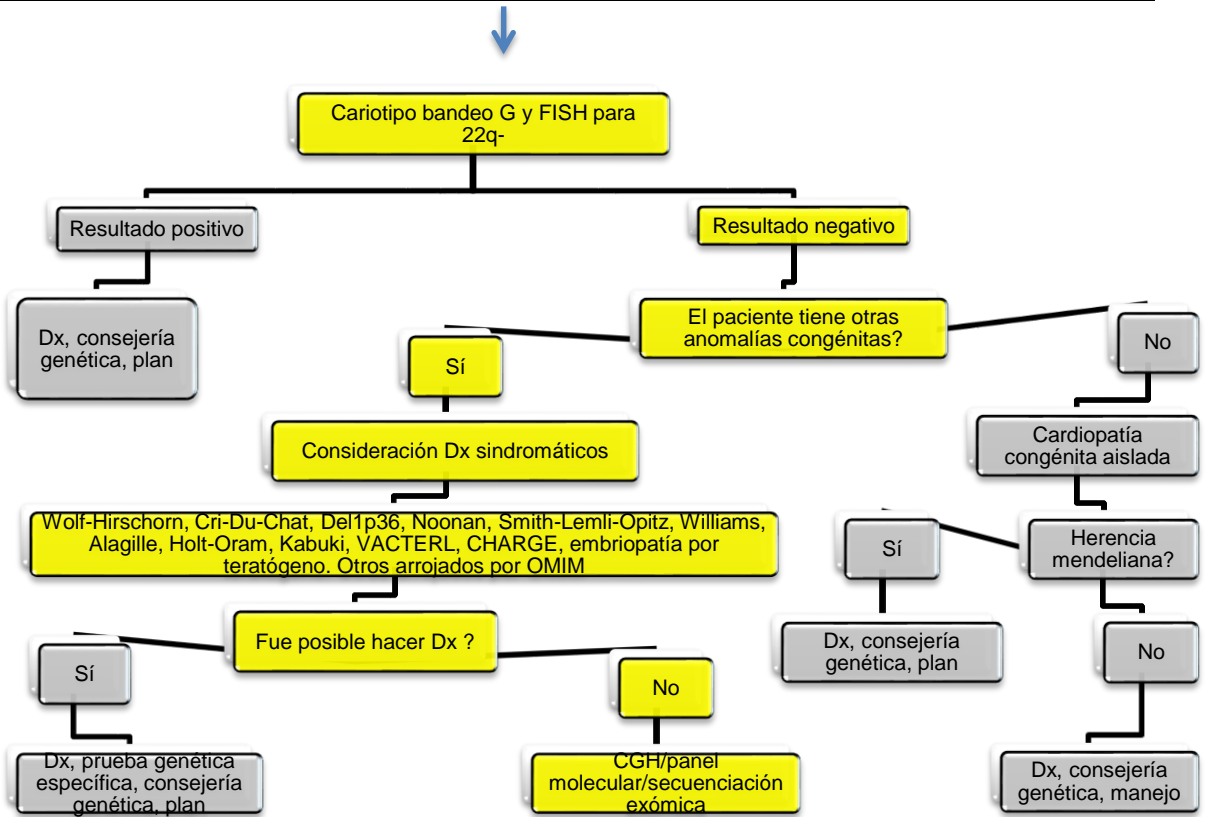 Cariotipo bandeo G y FISH para
22q-
Resultado positivo
Resultado negativo
Dx, consejería
genética, plan
El paciente tiene otras
anomalías congénitas?
Sí
No
Consideración Dx sindromáticos
Cardiopatía
congénita aislada
Wolf-Hirschorn, Cri-Du-Chat, Del1p36, Noonan, Smith-Lemli-Opitz, Williams,
Alagille, Holt-Oram, Kabuki, VACTERL, CHARGE, embriopatía por
teratógeno. Otros arrojados por OMIM
Sí
Herencia
mendeliana?
Fue posible hacer Dx ?
Dx, consejería
genética, plan
No
Sí
No
Dx, prueba genética
específica, consejería
genética, plan
CGH/panel
molecular/secuenciación
exómica
Dx, consejería
genética, manejo